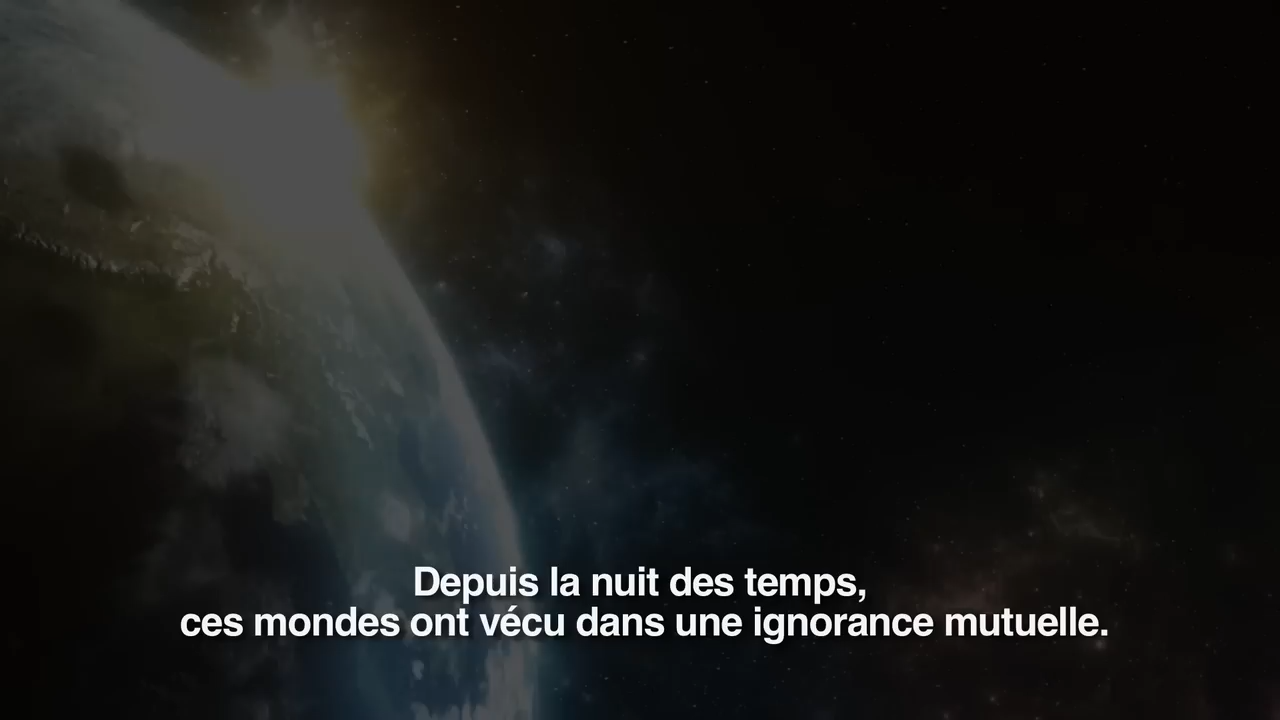 Depuis la nuit des temps,
ces mondes ont vécu dans une ignorance mutuelle.